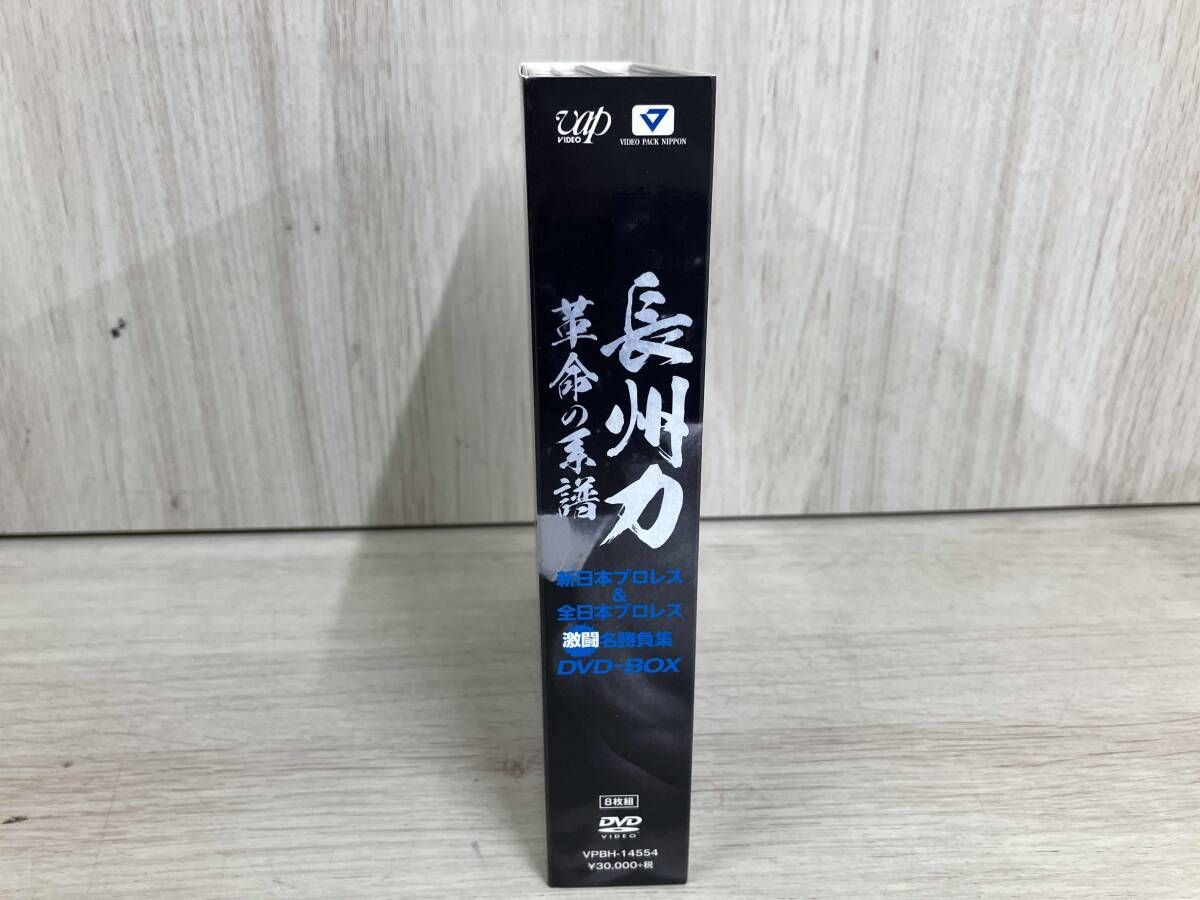 vap
VIDEO
VIDEO PACK NIPPON
長州力
革命の系譜
新日本プロレス
&
全日本プロレス
激闘名勝負集
DVD-BOX
8枚組
DVD
VIDEO
VPBH-14554
¥30,000+税